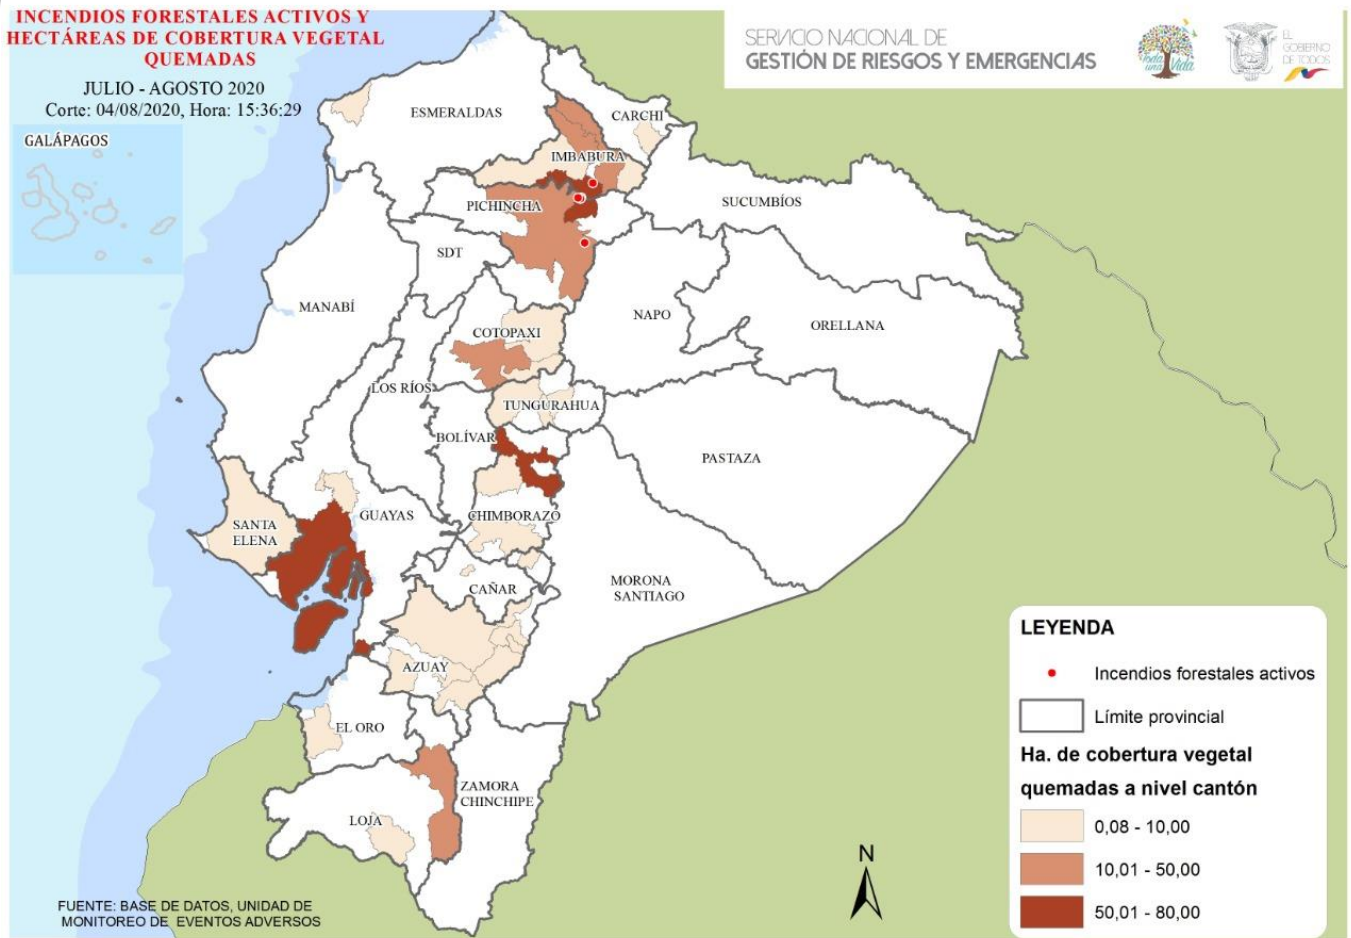 INCENDIOS FORESTALES ACTIVOS Y
HECTÁREAS DE COBERTURA VEGETAL
QUEMADAS
JULIO - AGOSTO 2020
Corte: 04/08/2020, Hora: 15:36:29
SERVICIO NACIONAL DE
GESTIÓN DE RIESGOS Y EMERGENCIAS
Toda
una Vida
EL
GOBIERNO
DE TODOS
GALÁPAGOS
ESMERALDAS
CARCHI
IMBABURA
PICHINCHA
SUCUMBÍOS
SDT
MANABÍ
NAPO
ORELLANA
COTOPAXI
LOS RÍOS
TUNGURAHUA
BOLÍVAR
PASTAZA
SANTA
ELENA
GUAYAS
CHIMBORAZO
CAÑAR
MORONA
SANTIAGO
AZUAY
EL ORO
ZAMORA
CHINCHIPE
LOJA
N
LEYENDA
Incendios forestales activos
Límite provincial
Ha. de cobertura vegetal
quemadas a nivel cantón
0,08 - 10,00
10,01 - 50,00
50,01 - 80,00
FUENTE: BASE DE DATOS, UNIDAD DE
MONITOREO DE EVENTOS ADVERSOS